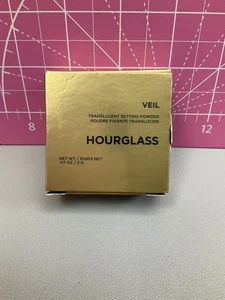 VEIL
TRANSLUCENT SETTING POWDER
POUDRE FIXANTE TRANSLUCIDE
HOURGLASS
NET WT / POIDS NET
.07 OZ / 2 G
8
12